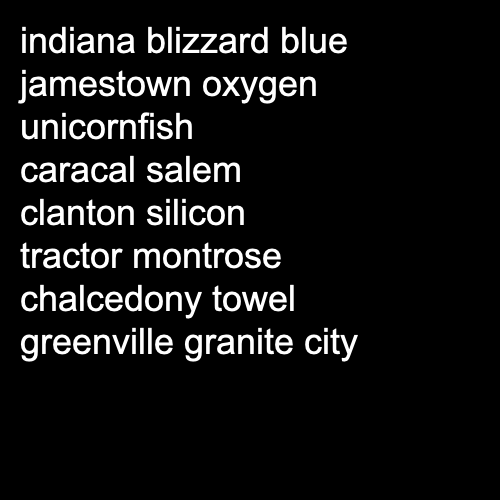 indiana blizzard blue
jamestown oxygen
unicornfish
caracal salem
clanton silicon
tractor montrose
chalcedony towel
greenville granite city